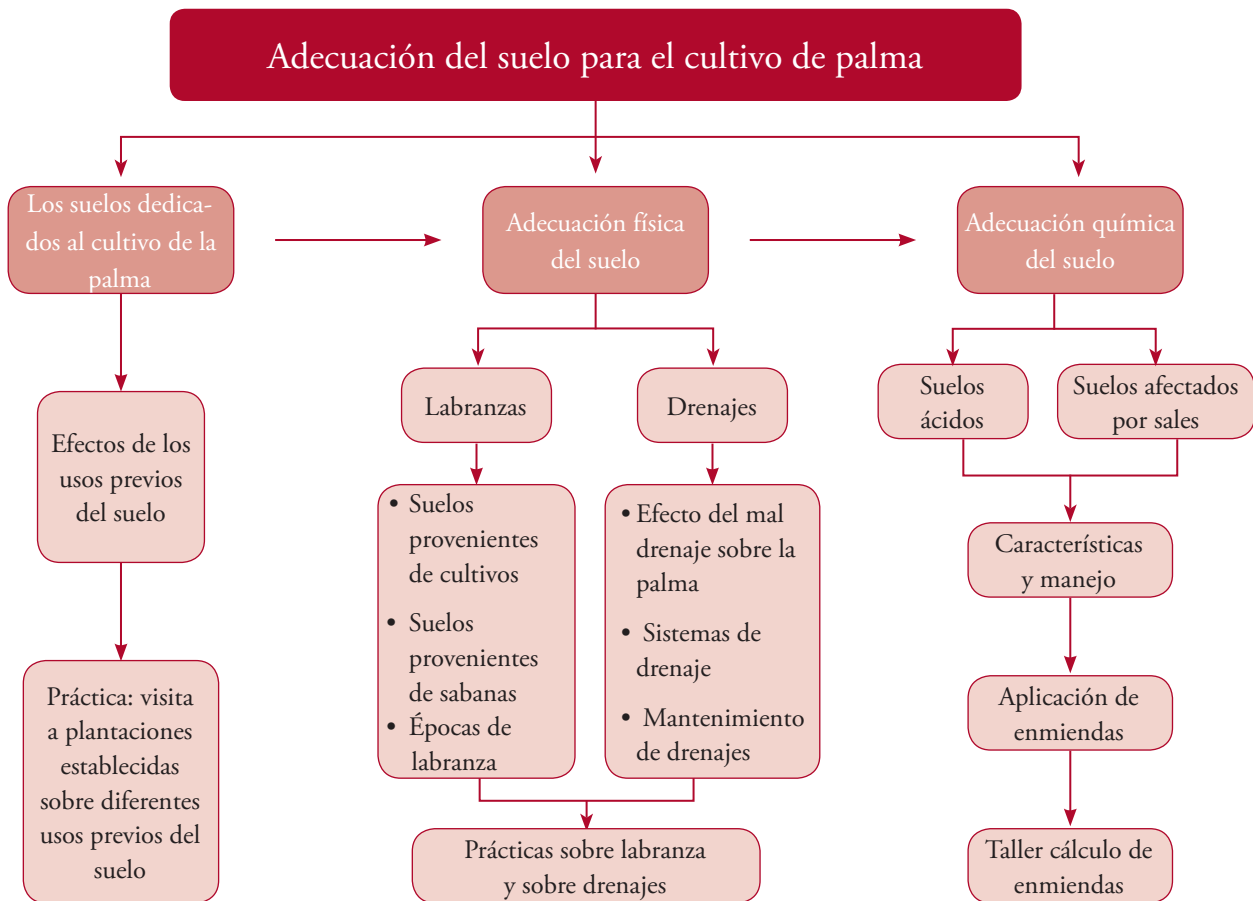 Adecuación del suelo para el cultivo de palma
Los suelos dedica-
dos al cultivo de la
palma
Adecuación física
del suelo
Adecuación química
del suelo
Efectos de los
usos previos
del suelo
Práctica: visita
a plantaciones
establecidas
sobre diferentes
usos previos del
suelo
Labranzas
Drenajes
• Suelos
provenientes
de cultivos
• Suelos
provenientes
de sabanas
• Épocas de
labranza
• Efecto del mal
drenaje sobre la
palma
• Sistemas de
drenaje
• Mantenimiento
de drenajes
Prácticas sobre labranza
y sobre drenajes
Suelos
ácidos
Suelos afectados
por sales
Características
y manejo
Aplicación de
enmiendas
Taller cálculo de
enmiendas